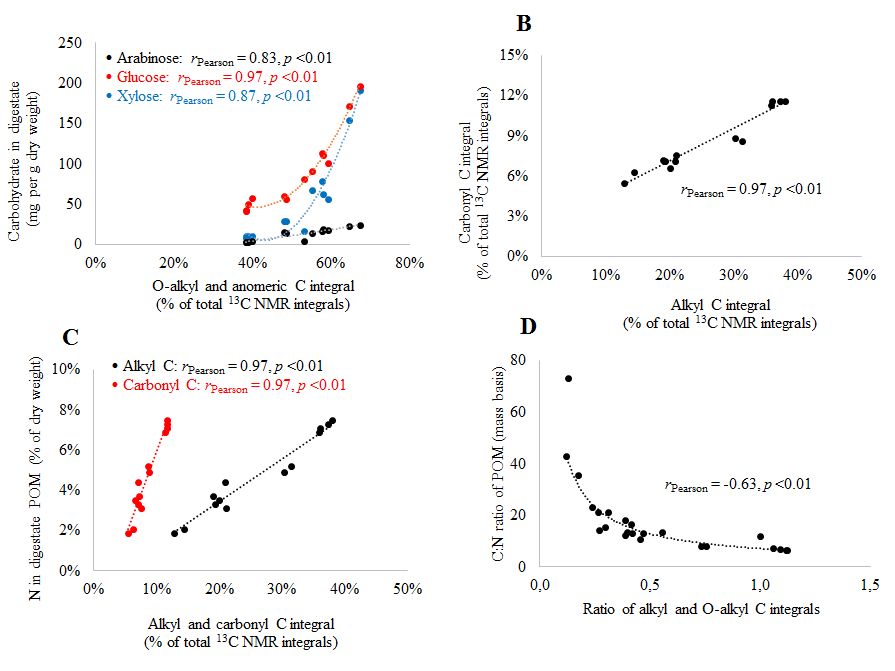 250
200
150
100
50
0
Carbohydrate in digestate
(mg per g dry weight)
• Arabinose: rPearson = 0.83, p <0.01
• Glucose: rPearson = 0.97, p <0.01
• Xylose: rPearson = 0.87, p <0.01
0% 20% 40% 60% 80%
O-alkyl and anomeric C integral
(% of total 13C NMR integrals)
B
15%
12%
9%
6%
3%
0%
Carbonyl C integral
(% of total 13C NMR integrals)
rPearson = 0.97, p <0.01
0% 10% 20% 30% 40% 50%
Alkyl C integral
(% of total 13C NMR integrals)
C
• Alkyl C: rPearson = 0.97, p <0.01
• Carbonyl C: rPearson = 0.97, p <0.01
10%
8%
6%
4%
2%
0%
N in digestate POM (% of dry weight)
0% 10% 20% 30% 40% 50%
Alkyl and carbonyl C integral
(% of total 13C NMR integrals)
D
80
60
40
20
0
C:N ratio of POM (mass basis)
rPearson = -0.63, p <0.01
0,0 0,5 1,0 1,5
Ratio of alkyl and O-alkyl C integrals